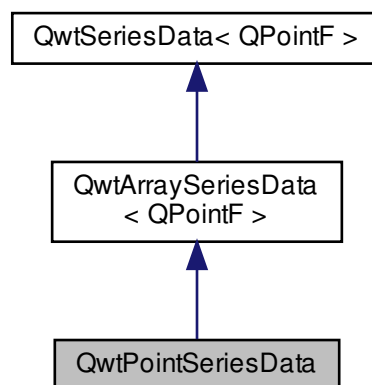 QwtSeriesData< QPointF >
QwtArraySeriesData
< QPointF >
QwtPointSeriesData